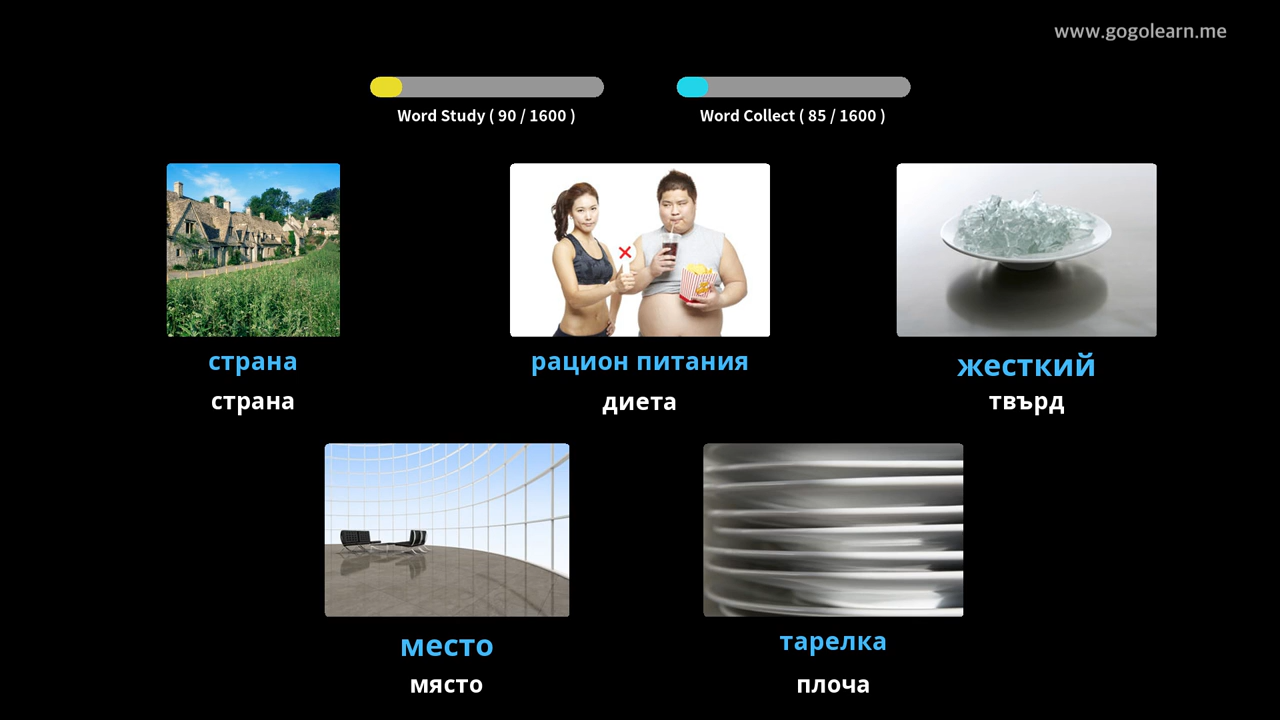 www.gogolearn.me
Word Study ( 90 / 1600 )
Word Collect ( 85 / 1600 )
страна
рацион питания
жесткий
страна
диета
твърд
место
тарелка
място
плоча